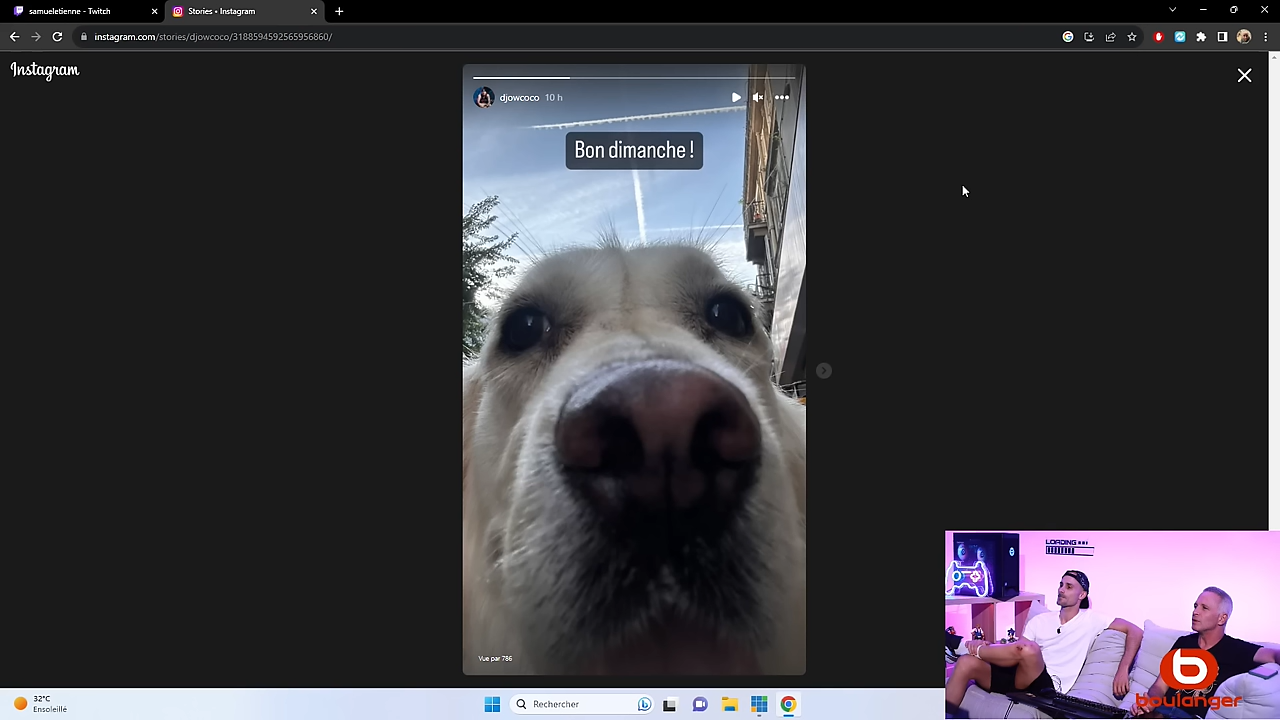 samueletienne - Twitch
Stories • Instagram
instagram.com/stories/djowcoco/3188594592565956860/
Instagram
djowcoco 10 h
Bon dimanche !
Vue par 786
LOADING
boulanger
32°C
Ensoleillé
Rechercher